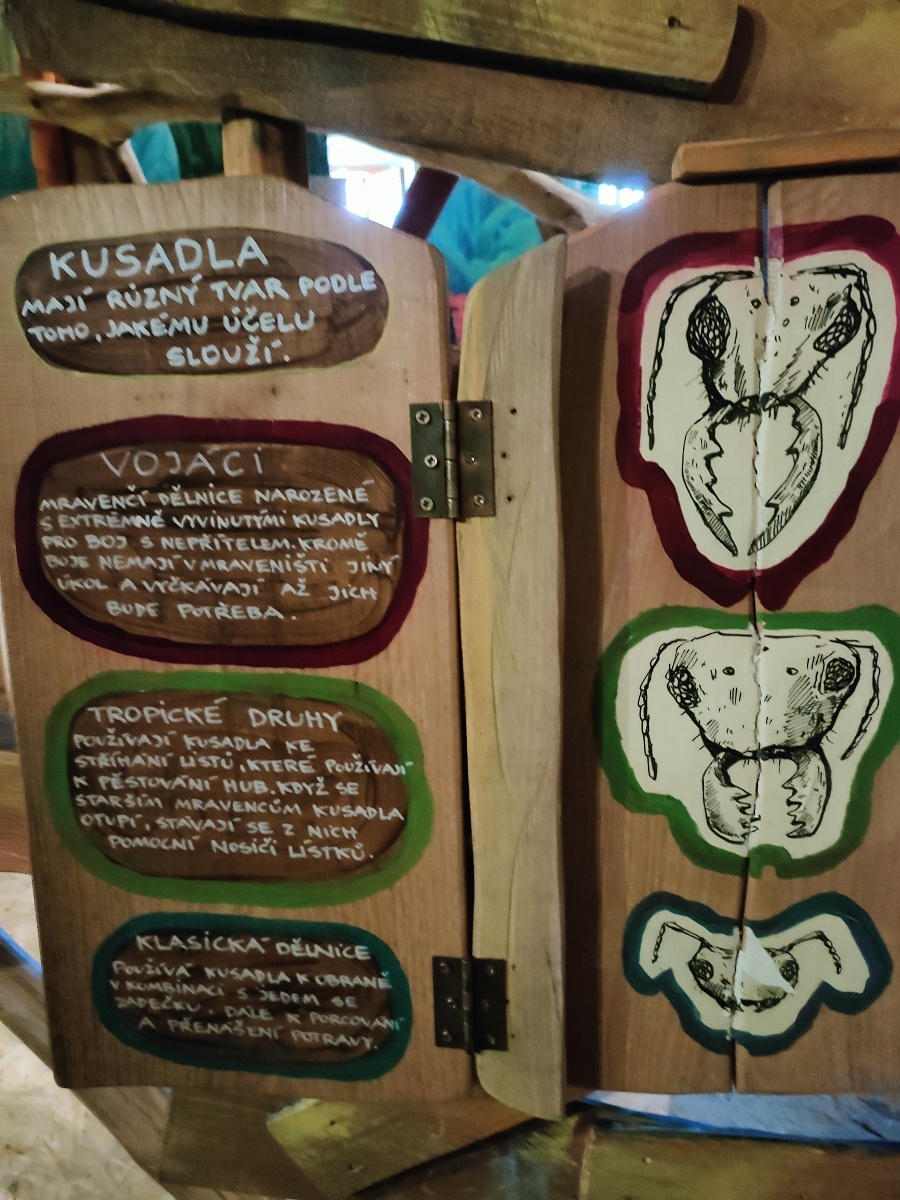 KUSADLA
MAJÍ RŮZNÝ TVAR PODLE
TOHO, JAKÉMU ÚČELU
SLOUŽÍ.
VOJÁCI
MRAVENČÍ DĚLNICE NAROZENÉ
S EXTRÉMNĚ VYVINUTÝMI KUSADLY
PRO BOJ S NEPŘÍTELEM. KROMĚ
BOJE NEMAJÍ V MRAVENIŠTI JINÝ
ÚKOL A VYČKÁVAJÍ AŽ JICH
BUDE POTŘEBA.
TROPICKÉ DRUHY
POUŽÍVAJÍ KUSADLA KE
STŘÍHÁNÍ LISTŮ, KTERÉ POUŽÍVAJÍ
K PĚSTOVÁNÍ HUB. KDYŽ SE
STARŠÍM MRAVENCŮM KUSADLA
OTUPÍ, STÁVAJÍ SE Z NICH
POMOCNÍ NOSIČI LÍSTKŮ.
KLASICKÁ DĚLNICE
POUŽÍVÁ KUSADLA K OBRANĚ
V KOMBINACI S JEDEM SE
ZADEČKU, DÁLE K PORCOVÁNÍ
A PŘENÁŠENÍ POTRAVY.